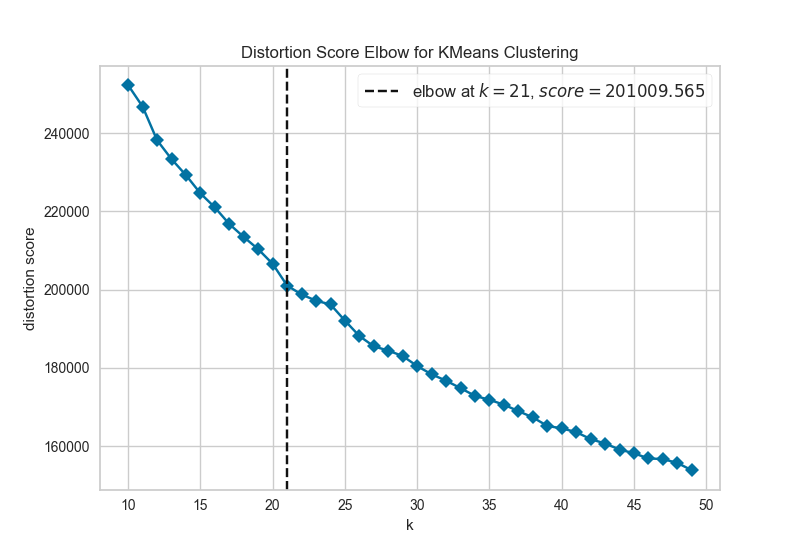 Distortion Score Elbow for KMeans Clustering
elbow at k = 21, score = 201009.565
distortion score
240000
220000
200000
180000
160000
10 15 20 25 30 35 40 45 50
k